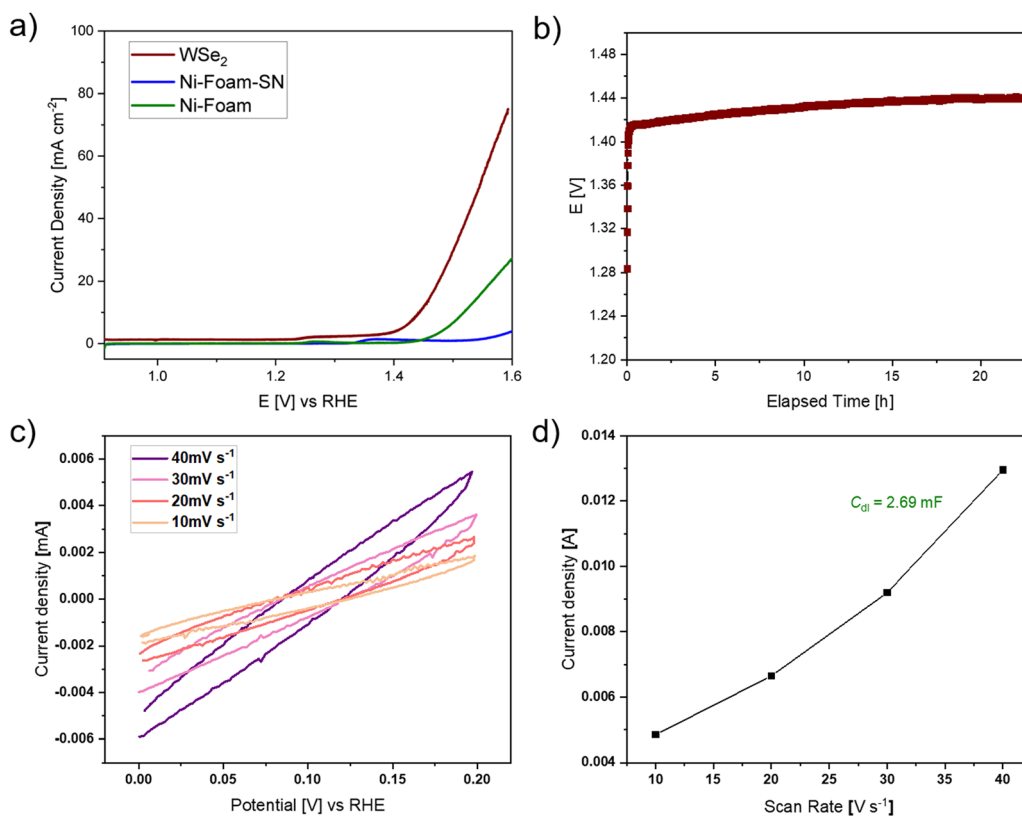 a)
WSe₂
Ni-Foam-SN
Ni-Foam
Current Density [mA cm⁻²]
100
80
60
40
20
0
1.0 1.2 1.4 1.6
E [V] vs RHE
b)
E [V]
1.48
1.44
1.40
1.36
1.32
1.28
1.24
1.20
0 5 10 15 20
Elapsed Time [h]
c)
40mV s⁻¹
30mV s⁻¹
20mV s⁻¹
10mV s⁻¹
Current density [mA]
0.006
0.004
0.002
0.000
-0.002
-0.004
-0.006
0.00 0.05 0.10 0.15 0.20
Potential [V] vs RHE
d)
Cdl = 2.69 mF
Current density [A]
0.014
0.012
0.010
0.008
0.006
0.004
10 15 20 25 30 35 40
Scan Rate [V s⁻¹]